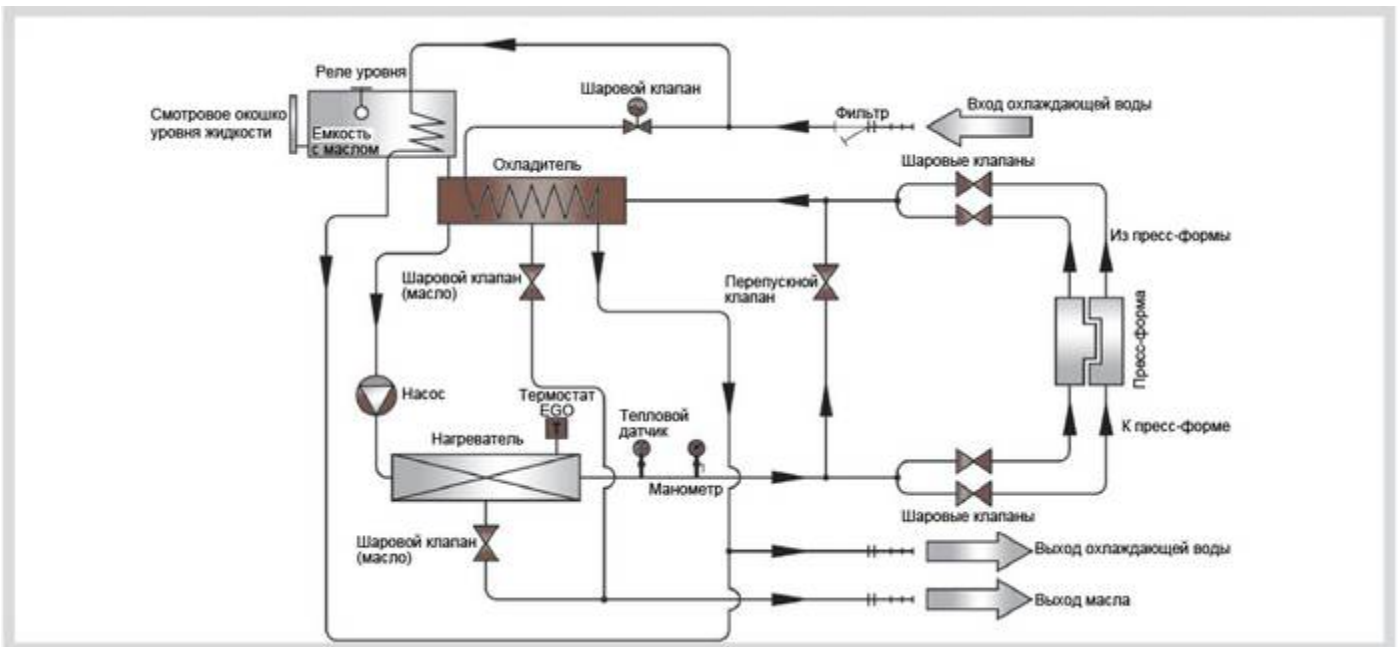 Реле уровня
Шаровой клапан
Смотровое окошко
уровня жидкости
Емкость
с маслом
Фильтр
Вход охлаждающей воды
Охладитель
Шаровые клапаны
Из пресс-формы
Шаровой клапан
(масло)
Перепускной
клапан
Пресс-форма
Насос
Термостат
EGO
Тепловой
датчик
Нагреватель
К пресс-форме
Манометр
Шаровые клапаны
Шаровой клапан
(масло)
Выход охлаждающей воды
Выход масла